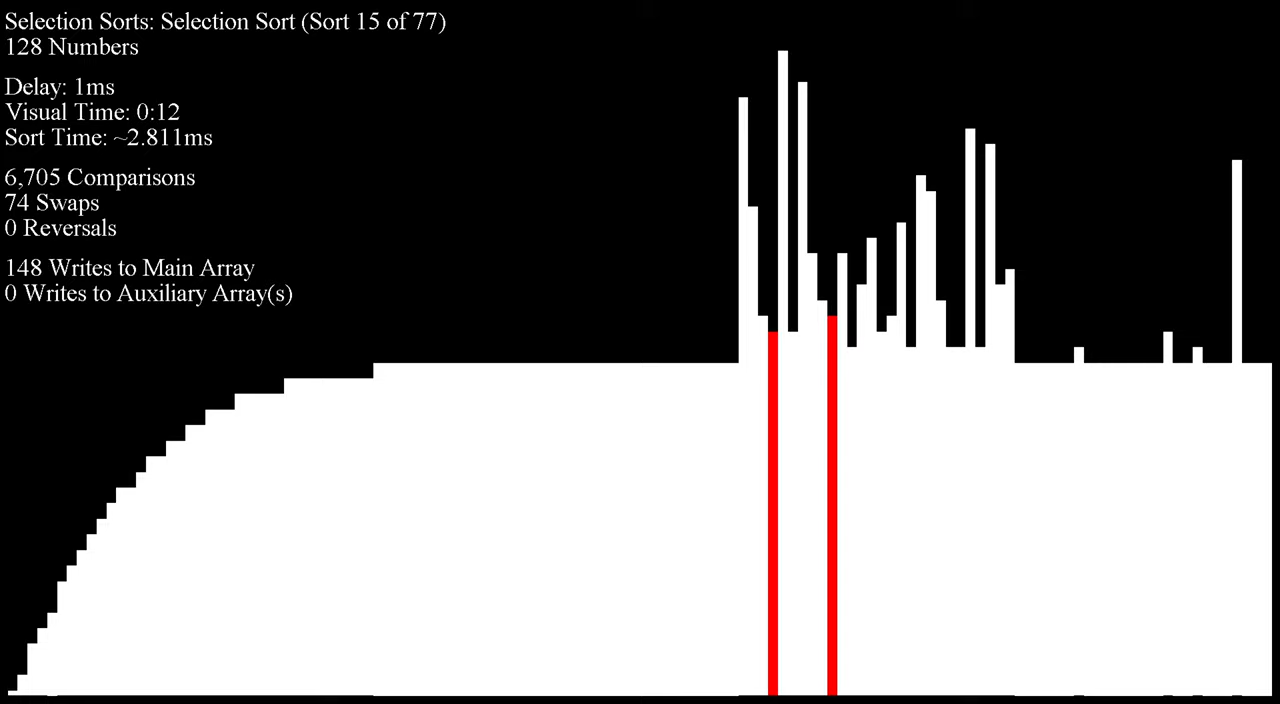 Selection Sorts: Selection Sort (Sort 15 of 77)
128 Numbers
Delay: 1ms
Visual Time: 0:12
Sort Time: ~2.811ms
6,705 Comparisons
74 Swaps
0 Reversals
148 Writes to Main Array
0 Writes to Auxiliary Array(s)